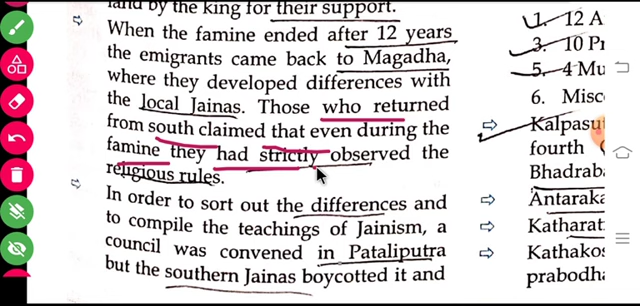 land by the king for their support.
When the famine ended after 12 years
the emigrants came back to Magadha,
where they developed differences with
the local Jainas. Those who returned
from south claimed that even during the
famine they had strictly observed the
religious rules.
In order to sort out the differences and
to compile the teachings of Jainism, a
council was convened in Pataliputra
but the southern Jainas boycotted it and
1. 12 A
3. 10 Pr
5. 4 Mu
6. Misc
Kalpasut
fourth
Bhadraba
Antaraka
Katharat
Kathakos
prabodha